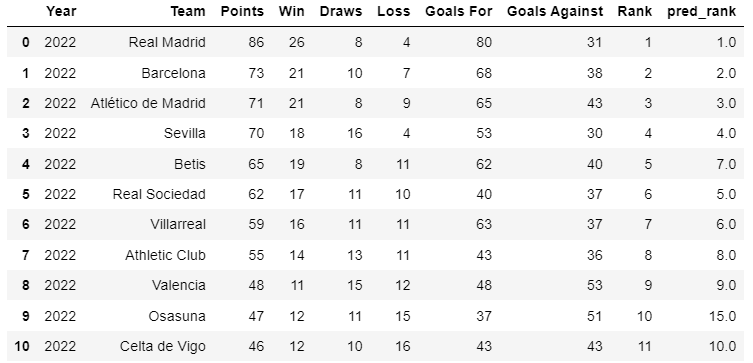 Year Team Points Win Draws Loss Goals For Goals Against Rank pred_rank
0 2022 Real Madrid 86 26 8 4 80 31 1 1.0
1 2022 Barcelona 73 21 10 7 68 38 2 2.0
2 2022 Atlético de Madrid 71 21 8 9 65 43 3 3.0
3 2022 Sevilla 70 18 16 4 53 30 4 4.0
4 2022 Betis 65 19 8 11 62 40 5 7.0
5 2022 Real Sociedad 62 17 11 10 40 37 6 5.0
6 2022 Villarreal 59 16 11 11 63 37 7 6.0
7 2022 Athletic Club 55 14 13 11 43 36 8 8.0
8 2022 Valencia 48 11 15 12 48 53 9 9.0
9 2022 Osasuna 47 12 11 15 37 51 10 15.0
10 2022 Celta de Vigo 46 12 10 16 43 43 11 10.0